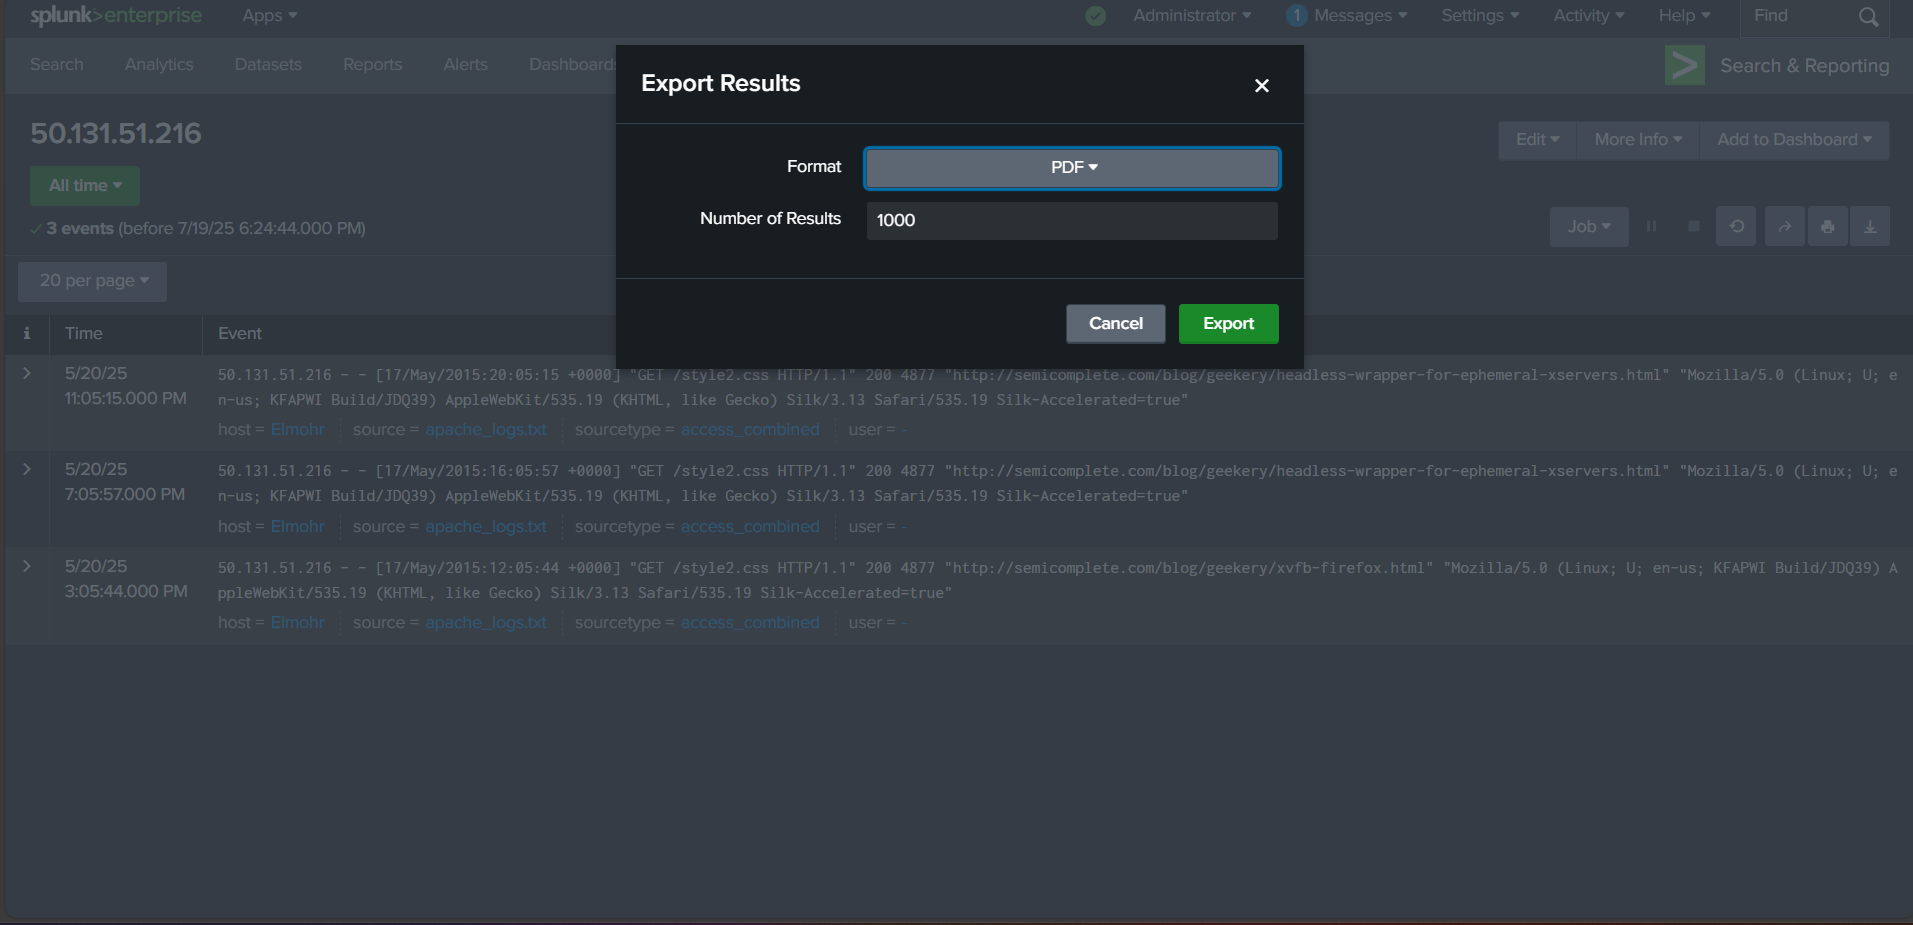 splunk>enterprise Apps Administrator 1 Messages Settings Activity Help Find
Search Analytics Datasets Reports Alerts Dashboards Search & Reporting
Export Results
50.131.51.216
Edit More Info Add to Dashboard
Format PDF
All time
Number of Results 1000
3 events (before 7/19/25 6:24:44.000 PM)
Job
20 per page
Cancel Export
i Time Event
5/20/25
11:05:15.000 PM
50.131.51.216 - - [17/May/2015:20:05:15 +0000] "GET /style2.css HTTP/1.1" 200 4877 "http://semicomplete.com/blog/geekery/headless-wrapper-for-ephemeral-xservers.html" "Mozilla/5.0 (Linux; U; e
n-us; KFAPWI Build/JDQ39) AppleWebKit/535.19 (KHTML, like Gecko) Silk/3.13 Safari/535.19 Silk-Accelerated=true"
host = Elmohr source = apache_logs.txt sourcetype = access_combined user = -
5/20/25
7:05:57.000 PM
50.131.51.216 - - [17/May/2015:16:05:57 +0000] "GET /style2.css HTTP/1.1" 200 4877 "http://semicomplete.com/blog/geekery/headless-wrapper-for-ephemeral-xservers.html" "Mozilla/5.0 (Linux; U; e
n-us; KFAPWI Build/JDQ39) AppleWebKit/535.19 (KHTML, like Gecko) Silk/3.13 Safari/535.19 Silk-Accelerated=true"
host = Elmohr source = apache_logs.txt sourcetype = access_combined user = -
5/20/25
3:05:44.000 PM
50.131.51.216 - - [17/May/2015:12:05:44 +0000] "GET /style2.css HTTP/1.1" 200 4877 "http://semicomplete.com/blog/geekery/xvfb-firefox.html" "Mozilla/5.0 (Linux; U; en-us; KFAPWI Build/JDQ39) A
ppleWebKit/535.19 (KHTML, like Gecko) Silk/3.13 Safari/535.19 Silk-Accelerated=true"
host = Elmohr source = apache_logs.txt sourcetype = access_combined user = -